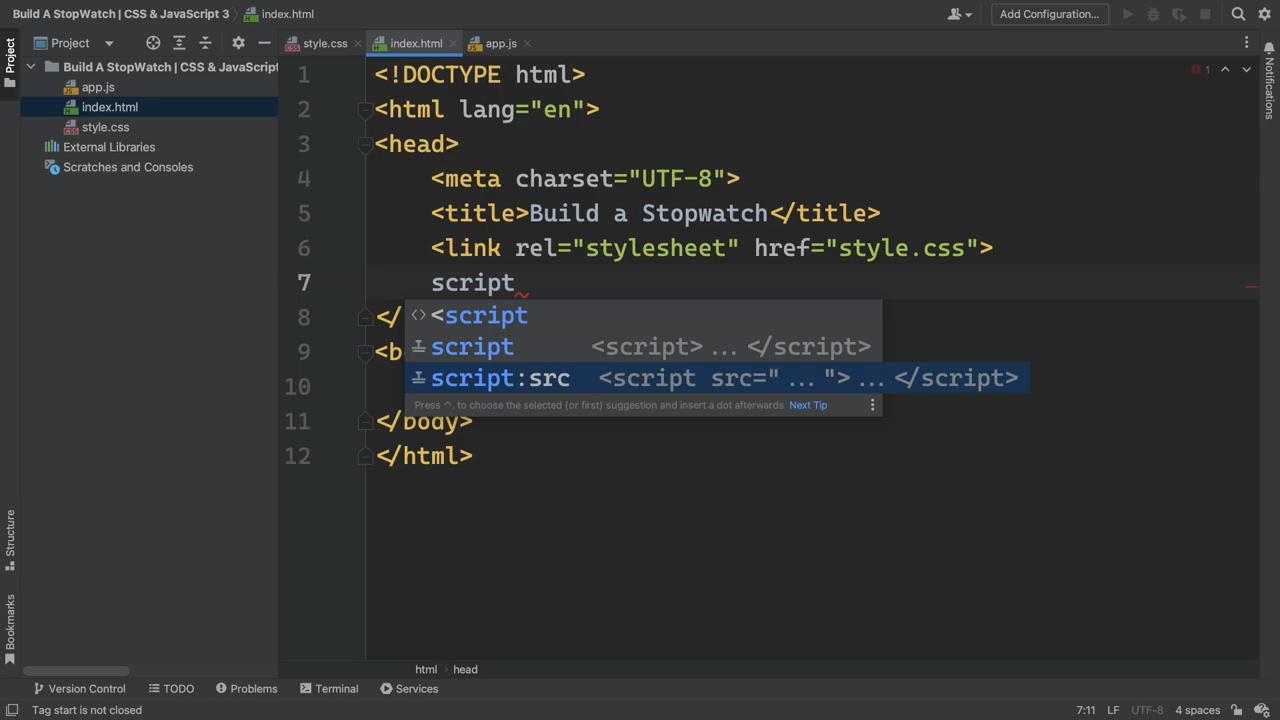 Build A StopWatch | CSS & JavaScript 3
index.html
Add Configuration...
Project
Project
style.css
index.html
app.js
Build A StopWatch | CSS & JavaScript
app.js
index.html
style.css
External Libraries
Scratches and Consoles
1 <!DOCTYPE html>
2 <html lang="en">
3 <head>
4 <meta charset="UTF-8">
5 <title>Build a Stopwatch</title>
6 <link rel="stylesheet" href="style.css">
7 script
8 </
<script
script <script>...</script>
script:src <script src="...">...</script>
Press ^. to choose the selected (or first) suggestion and insert a dot afterwards Next Tip
9 <b
10
11 </body>
12 </html>
1
Notifications
Structure
Bookmarks
html
head
Version Control
TODO
Problems
Terminal
Services
Tag start is not closed
7:11
LF
UTF-8
4 spaces